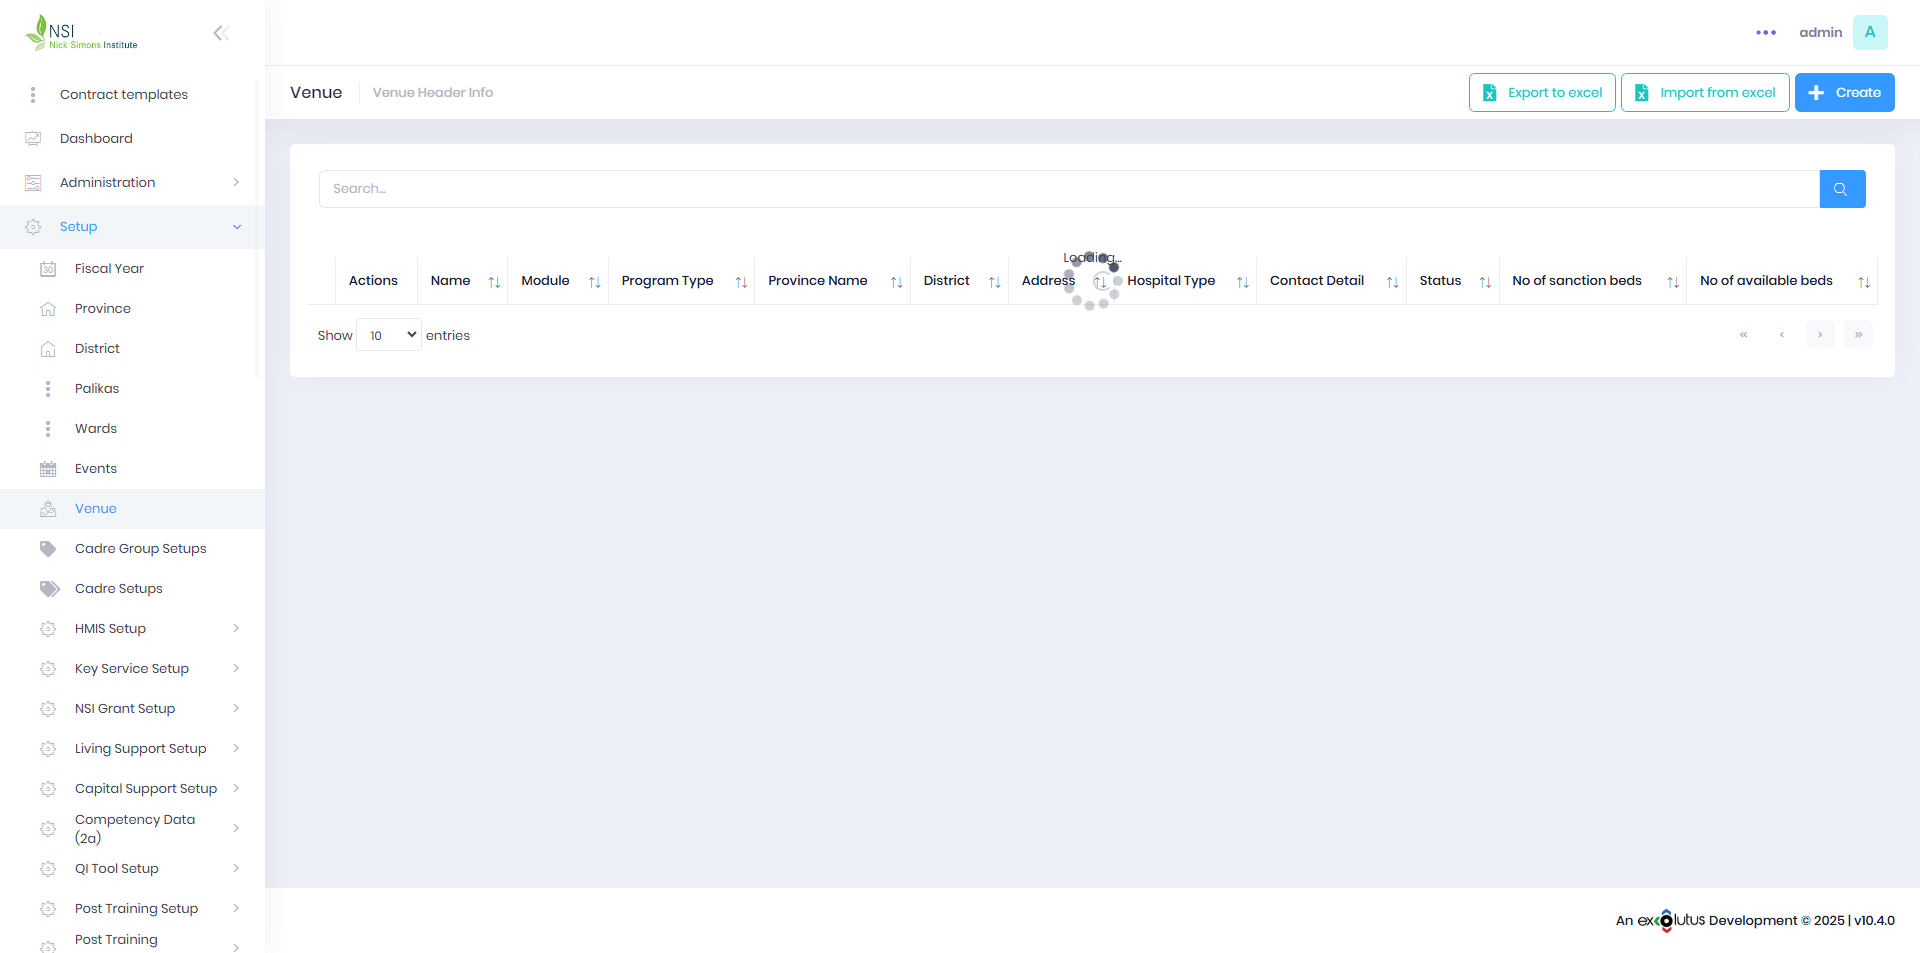 NSI
Nick Simons Institute
admin
A
Contract templates
Dashboard
Administration
Setup
Fiscal Year
30
Province
District
Palikas
Wards
Events
Venue
Cadre Group Setups
Cadre Setups
HMIS Setup
Key Service Setup
NSI Grant Setup
Living Support Setup
Capital Support Setup
Competency Data
(2a)
QI Tool Setup
Post Training Setup
Post Training
Venue
Venue Header Info
Export to excel
Import from excel
Create
Search...
Loading...
Actions
Name
Module
Program Type
Province Name
District
Address
Hospital Type
Contact Detail
Status
No of sanction beds
No of available beds
Show 10 entries
« ‹ › »
An exolutus Development © 2025 | v10.4.0